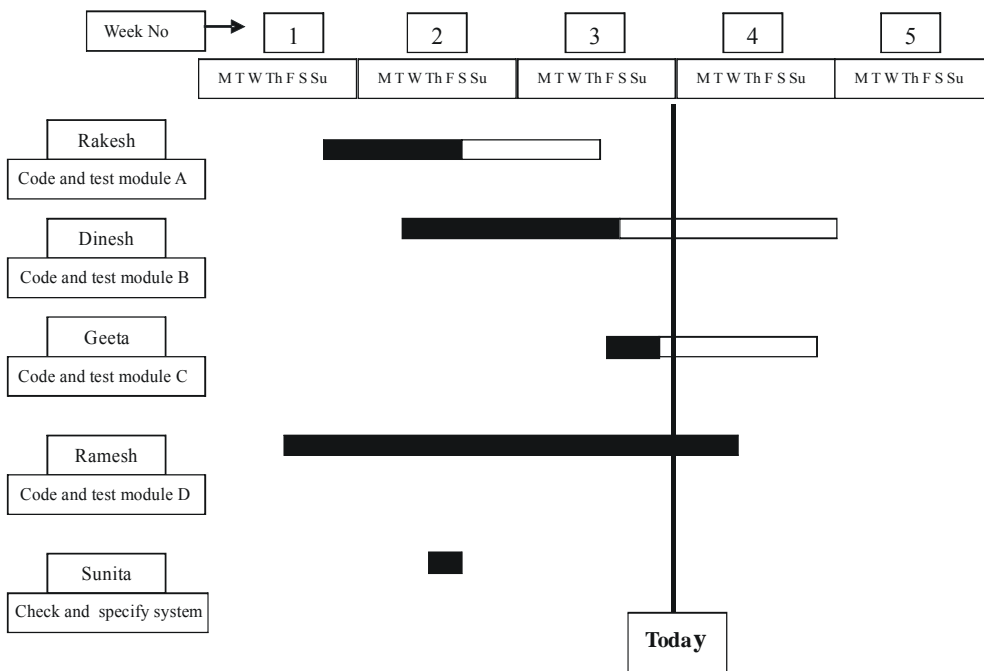 Week No
1 2 3 4 5
M T W Th F S Su M T W Th F S Su M T W Th F S Su M T W Th F S Su M T W Th F S Su
Rakesh
Code and test module A
Dinesh
Code and test module B
Geeta
Code and test module C
Ramesh
Code and test module D
Sunita
Check and specify system
Today